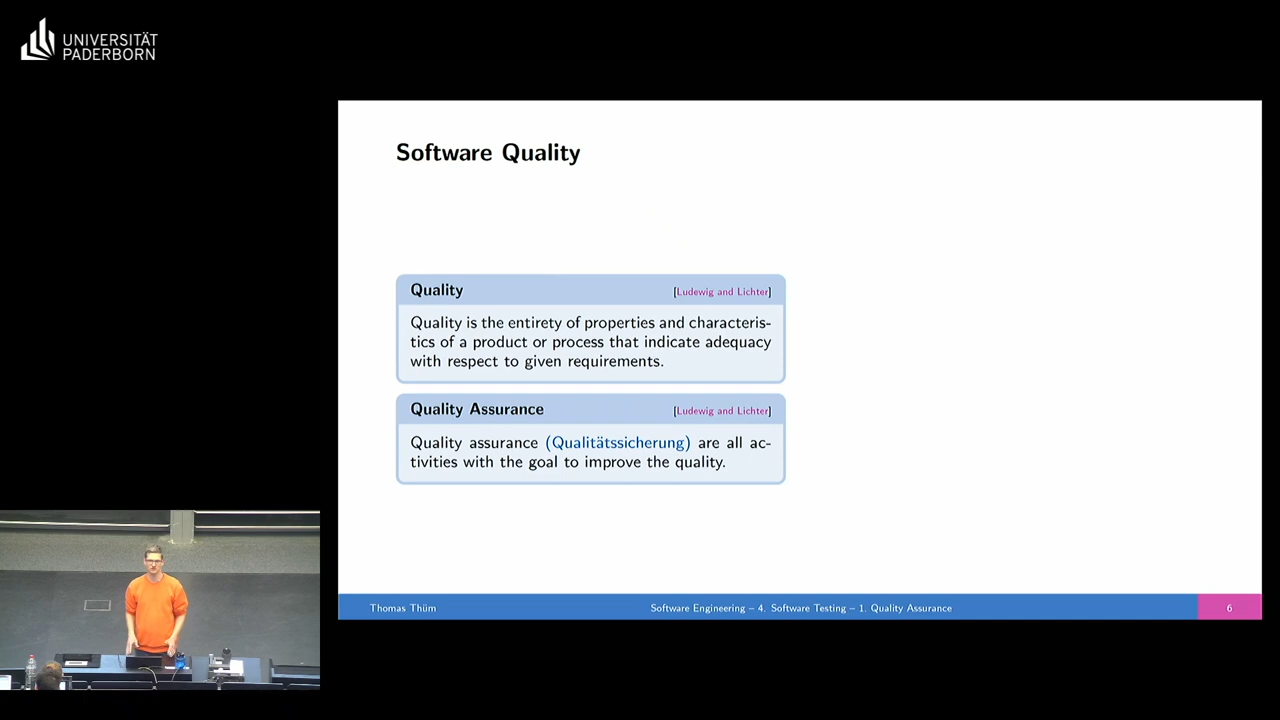 UNIVERSITÄT
PADERBORN
Software Quality
Quality [Ludewig and Lichter]
Quality is the entirety of properties and characteris-
tics of a product or process that indicate adequacy
with respect to given requirements.
Quality Assurance [Ludewig and Lichter]
Quality assurance (Qualitätssicherung) are all ac-
tivities with the goal to improve the quality.
Thomas Thüm Software Engineering – 4. Software Testing – 1. Quality Assurance 6